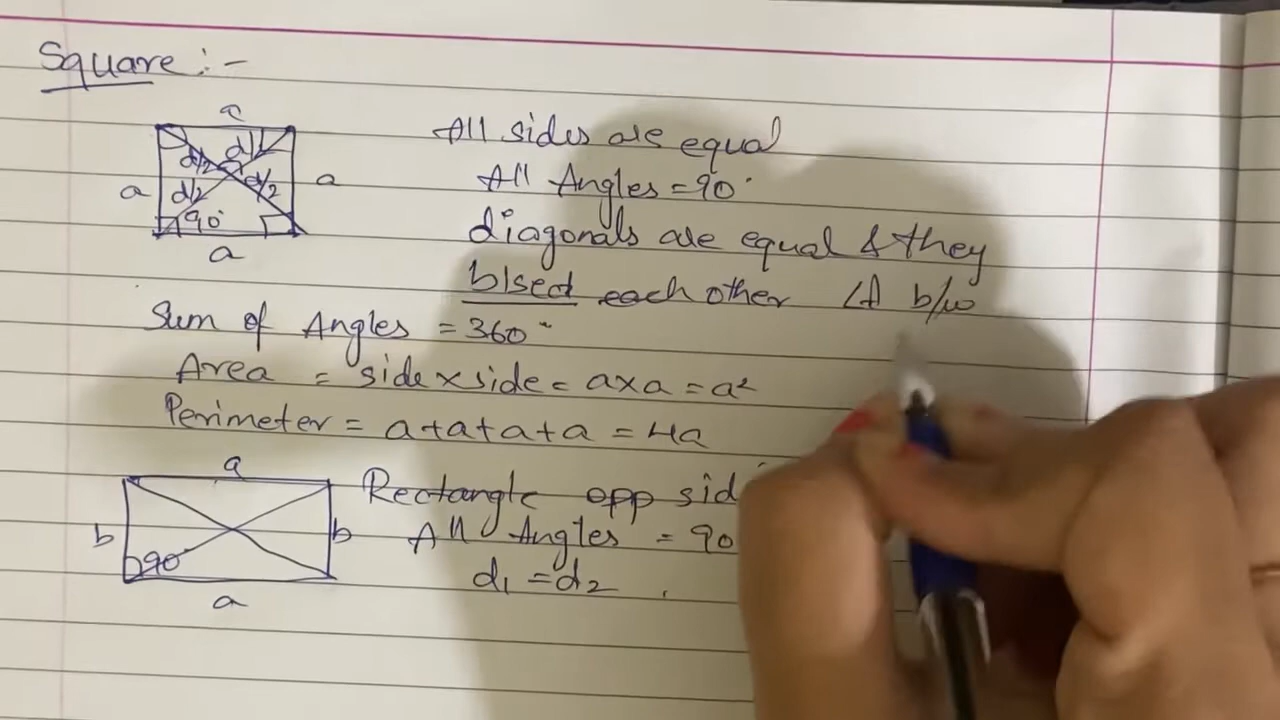 Square :-
a
d/2 d/2
a d/2 d/2 a
90°
a
All sides are equal
All Angles = 90°
diagonals are equal & they
bisect each other b/w
Sum of Angles = 360°
Area = side x side = a x a = a²
Perimeter = a+a+a+a = 4a
a
b b
90°
a
Rectangle opp sid
All Angles = 90
d₁ = d₂ .